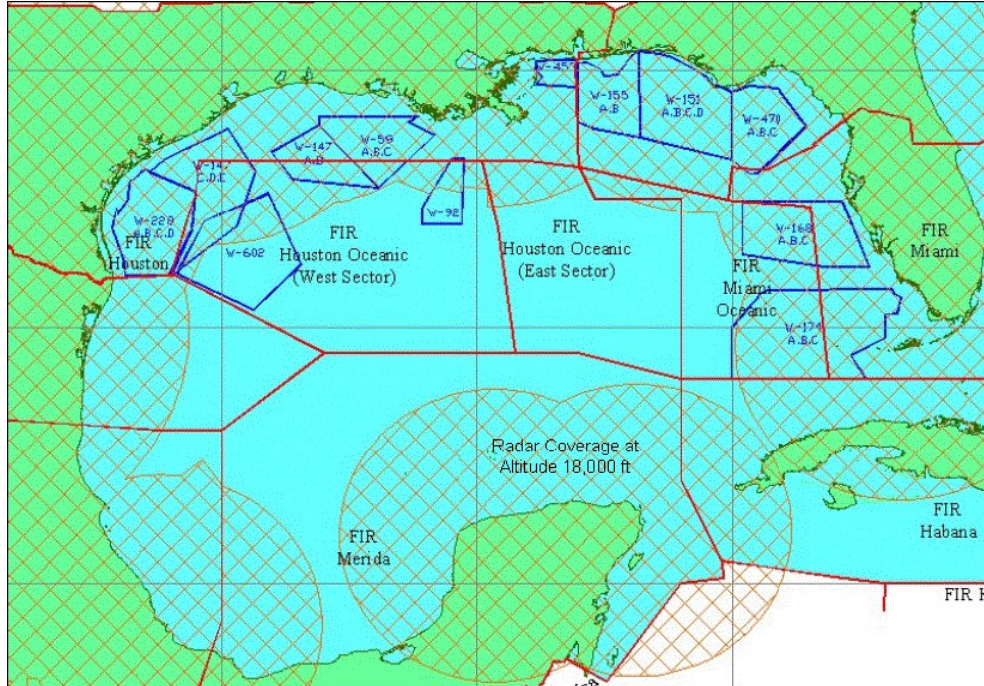 W-155
A.B
W-151
A.B.C.D
W-470
A.B.C
W-147
A.D
W-59
A.B.C
C.D.E
W-228
A.B.C.D
FIR
Houston
W-602
FIR
Houston Oceanic
(West Sector)
W-92
FIR
Houston Oceanic
(East Sector)
W-168
A.B.C
FIR
Miami
FIR
Miami
Oceanic
W-174
A.B.C
Radar Coverage at
Altitude 18,000 ft
FIR
Merida
FIR
Habana
FIR